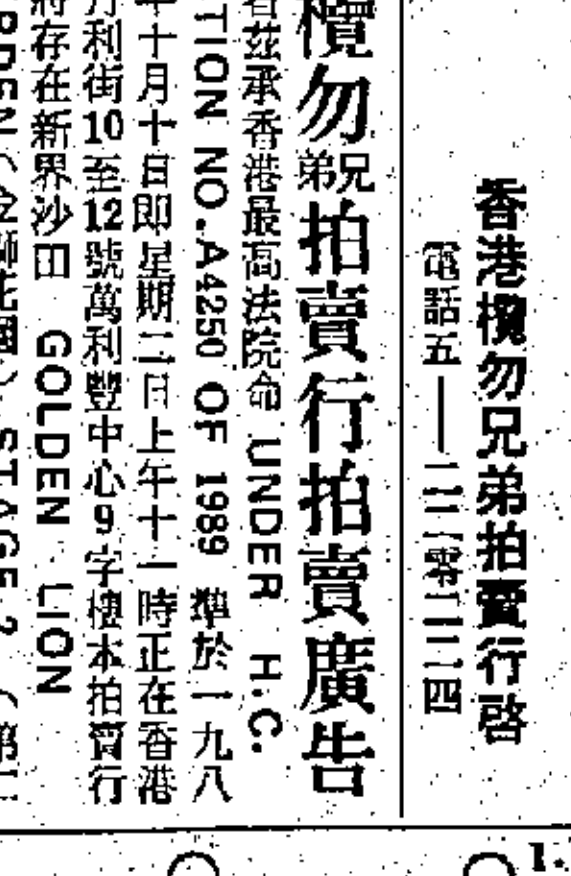 香港欖勿兄弟拍賣行啓
電話五——二二零二二四
欖勿兄弟拍賣行拍賣廣告
茲承香港最高法院命 UNDER H.C.
TION NO.A4250 OF 1989 準於一九八
年十月十日即星期二日上午十一時正在香港
利街10至12號萬利豐中心9字樓本拍賣行
存在新界沙田 GOLDEN LION
RDEN STAGE 2
1.